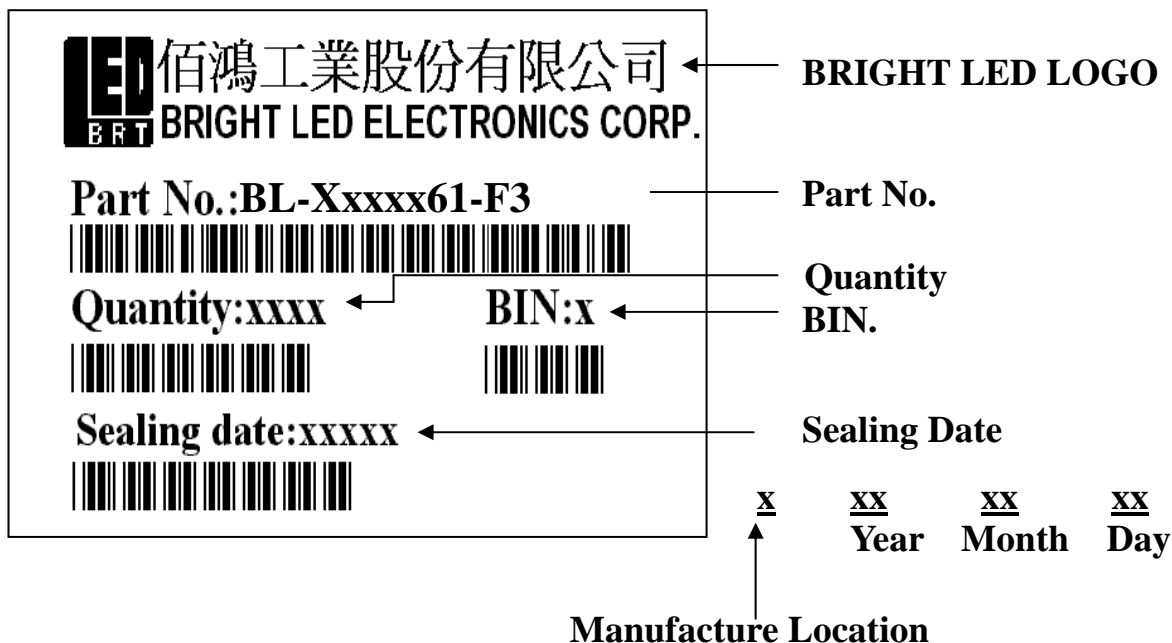 LED 佰鴻工業股份有限公司 BRIGHT LED LOGO
BRT BRIGHT LED ELECTRONICS CORP.
Part No.:BL-Xxxxx61-F3 Part No.
Quantity
Quantity:xxxx BIN:x BIN.
Sealing date:xxxxx Sealing Date
x xx xx xx
Year Month Day
Manufacture Location